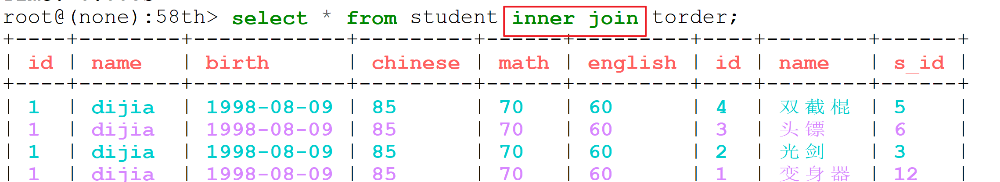 root@(none):58th> select * from student inner join torder;
+----+--------+------------+---------+------+---------+----+--------+------+
| id | name | birth | chinese | math | english | id | name | s_id |
+----+--------+------------+---------+------+---------+----+--------+------+
| 1 | dijia | 1998-08-09 | 85 | 70 | 60 | 4 | 双截棍 | 5 |
| 1 | dijia | 1998-08-09 | 85 | 70 | 60 | 3 | 头镖 | 6 |
| 1 | dijia | 1998-08-09 | 85 | 70 | 60 | 2 | 光剑 | 3 |
| 1 | dijia | 1998-08-09 | 85 | 70 | 60 | 1 | 变身器 | 12 |